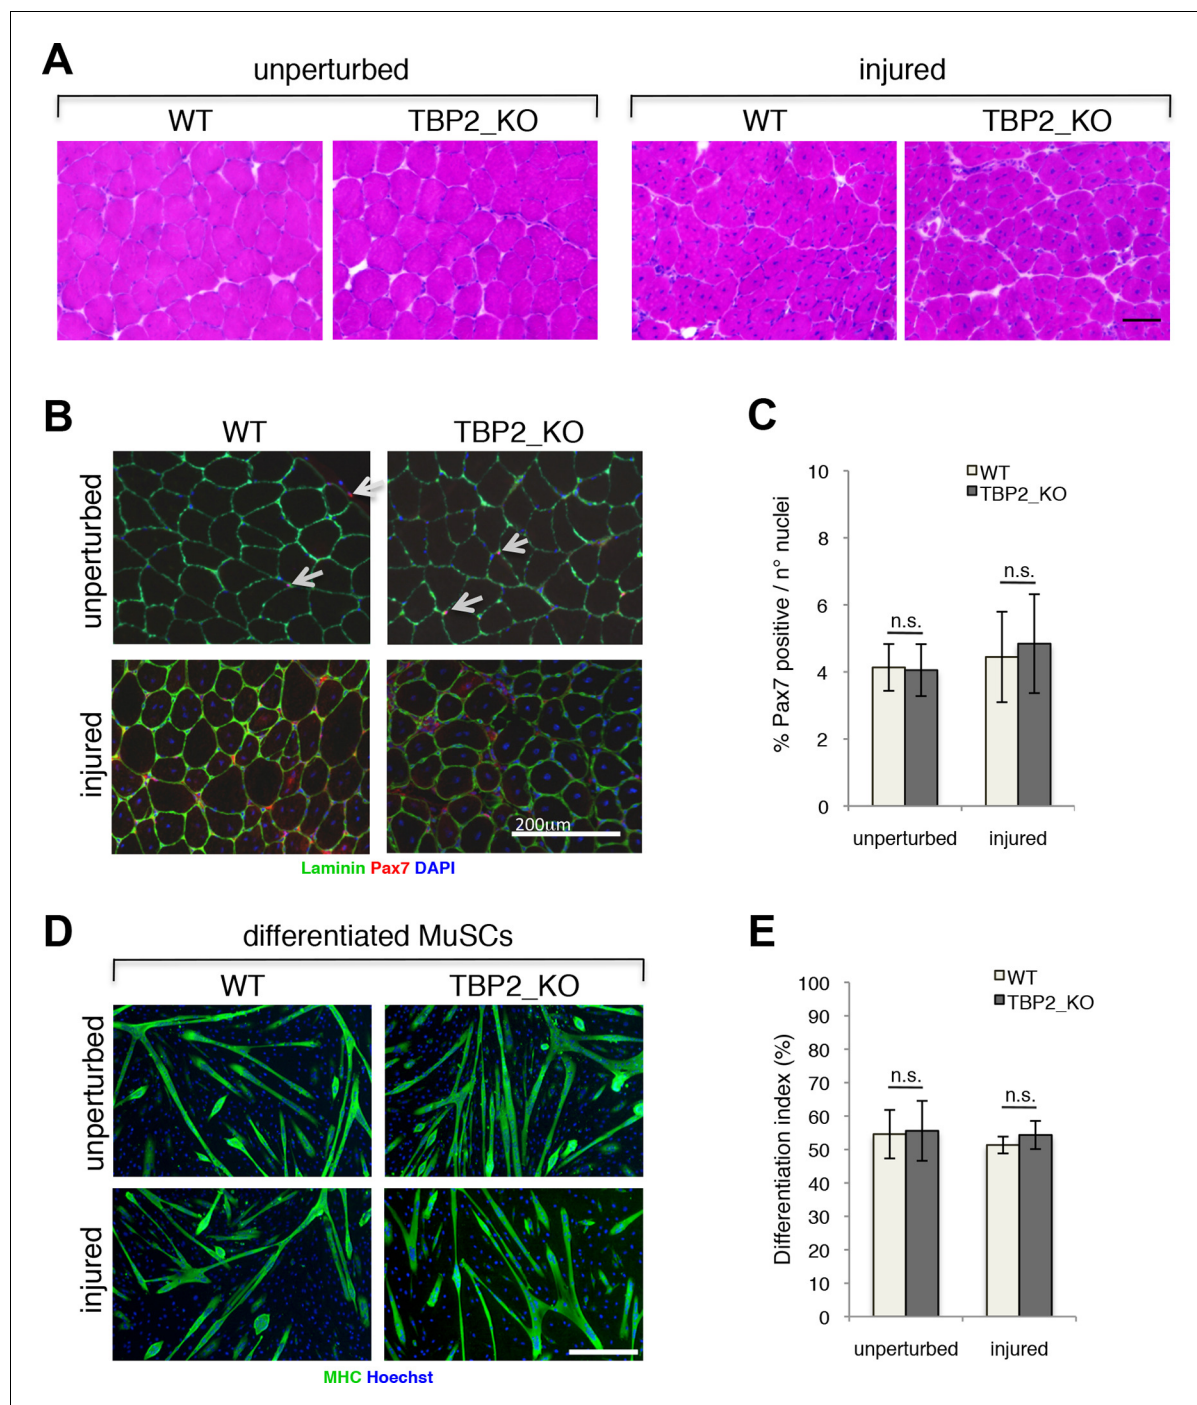 A
unperturbed
injured
WT
TBP2_KO
WT
TBP2_KO
B
WT
TBP2_KO
unperturbed
injured
200um
Laminin Pax7 DAPI
C
% Pax7 positive / n° nuclei
10
8
6
4
2
0
WT
TBP2_KO
n.s.
n.s.
unperturbed
injured
D
differentiated MuSCs
WT
TBP2_KO
unperturbed
injured
MHC Hoechst
E
Differentiation index (%)
100
90
80
70
60
50
40
30
20
10
0
WT
TBP2_KO
n.s.
n.s.
unperturbed
injured